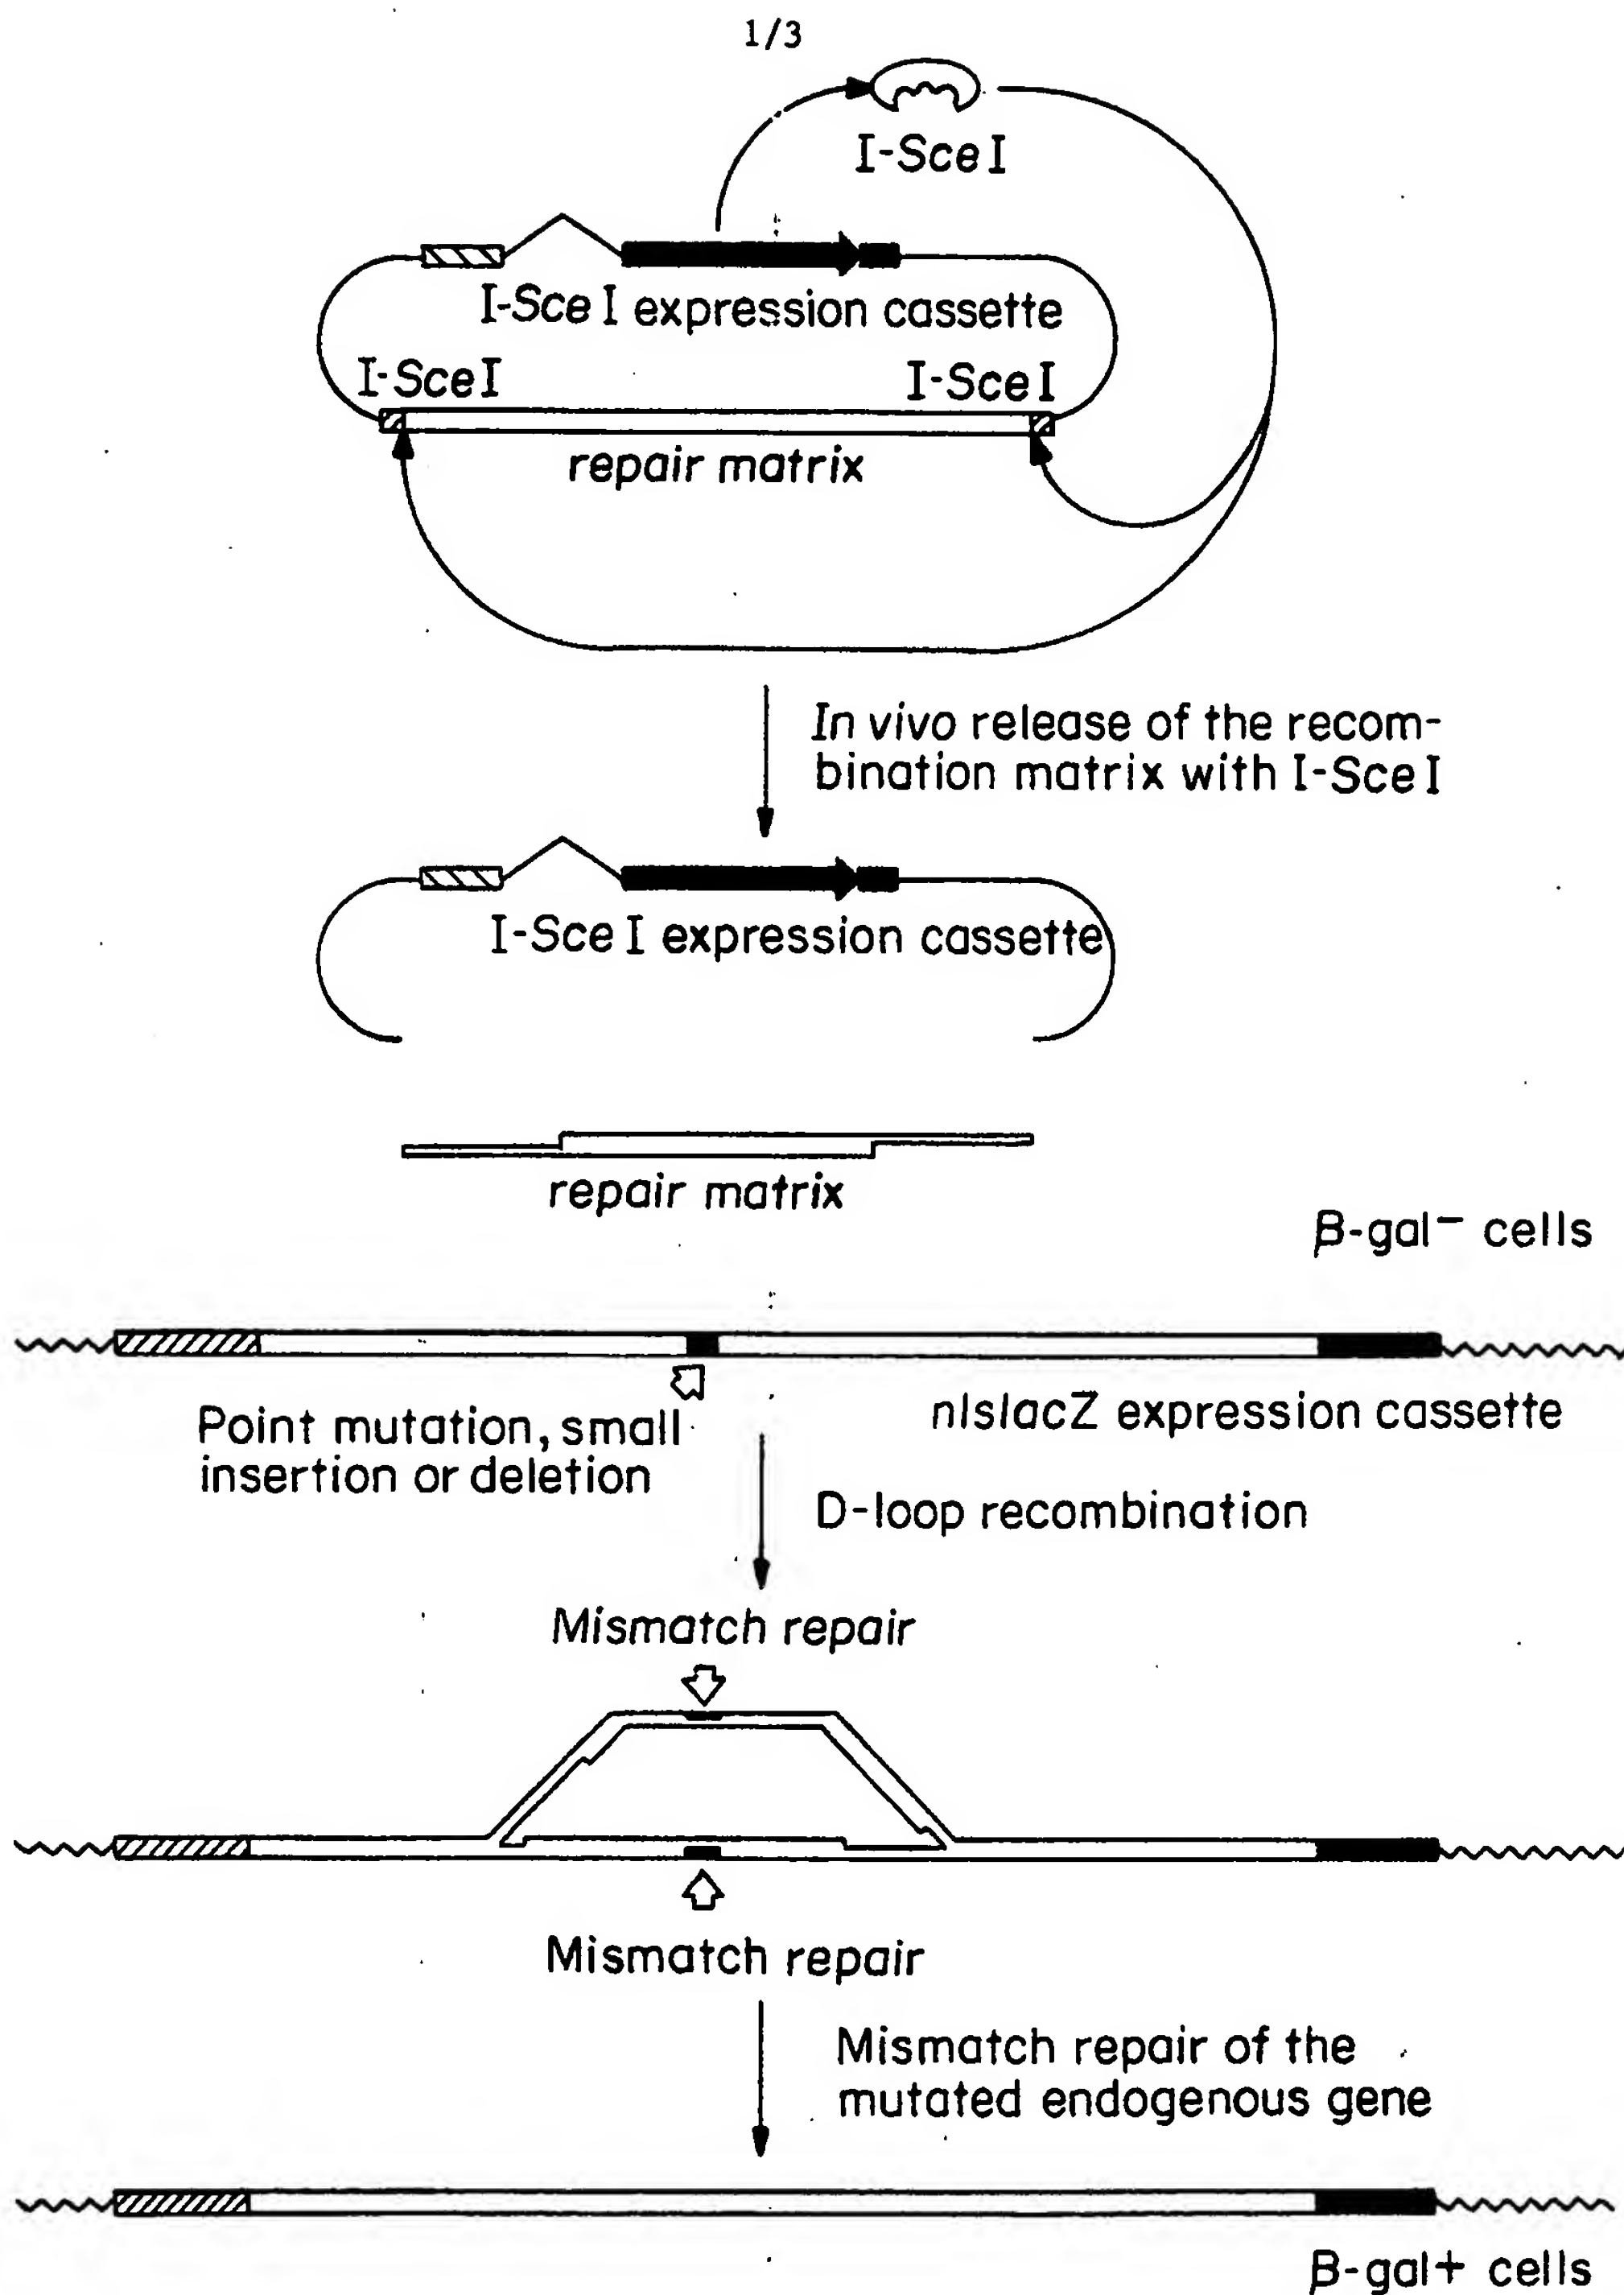 1/3
I-SceI
I-SceI expression cassette
I-SceI
I-SceI
repair matrix
In vivo release of the recom-
bination matrix with I-SceI
I-SceI expression cassette
repair matrix
β-gal⁻ cells
Point mutation, small
insertion or deletion
nlslacZ expression cassette
D-loop recombination
Mismatch repair
Mismatch repair
Mismatch repair of the
mutated endogenous gene
β-gal+ cells